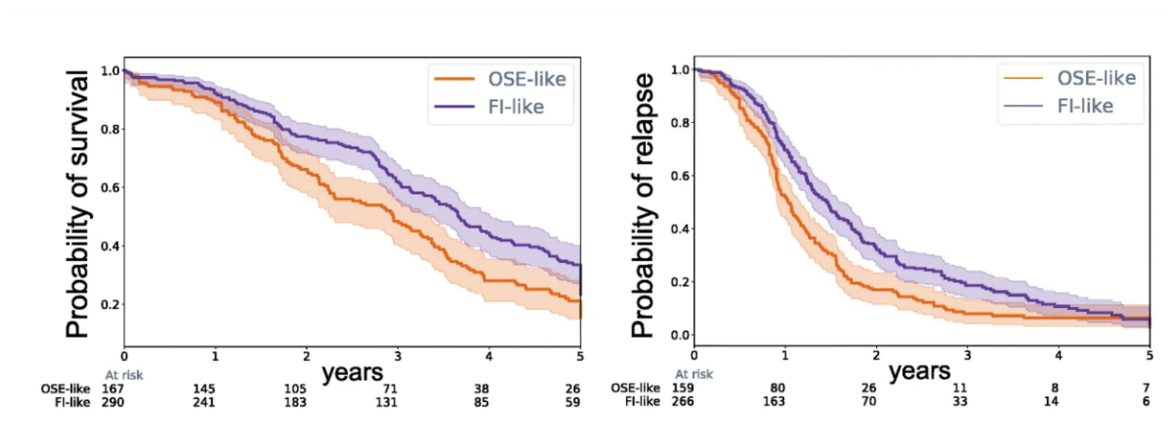 Probability of survival
1.0
0.8
0.6
0.4
0.2
OSE-like
FI-like
0 1 2 3 4 5
years
At risk
OSE-like 167 145 105 71 38 26
FI-like 290 241 183 131 85 59
Probability of relapse
1.0
0.8
0.6
0.4
0.2
0.0
OSE-like
FI-like
0 1 2 3 4 5
years
At risk
OSE-like 159 80 26 11 8 7
FI-like 266 163 70 33 14 6